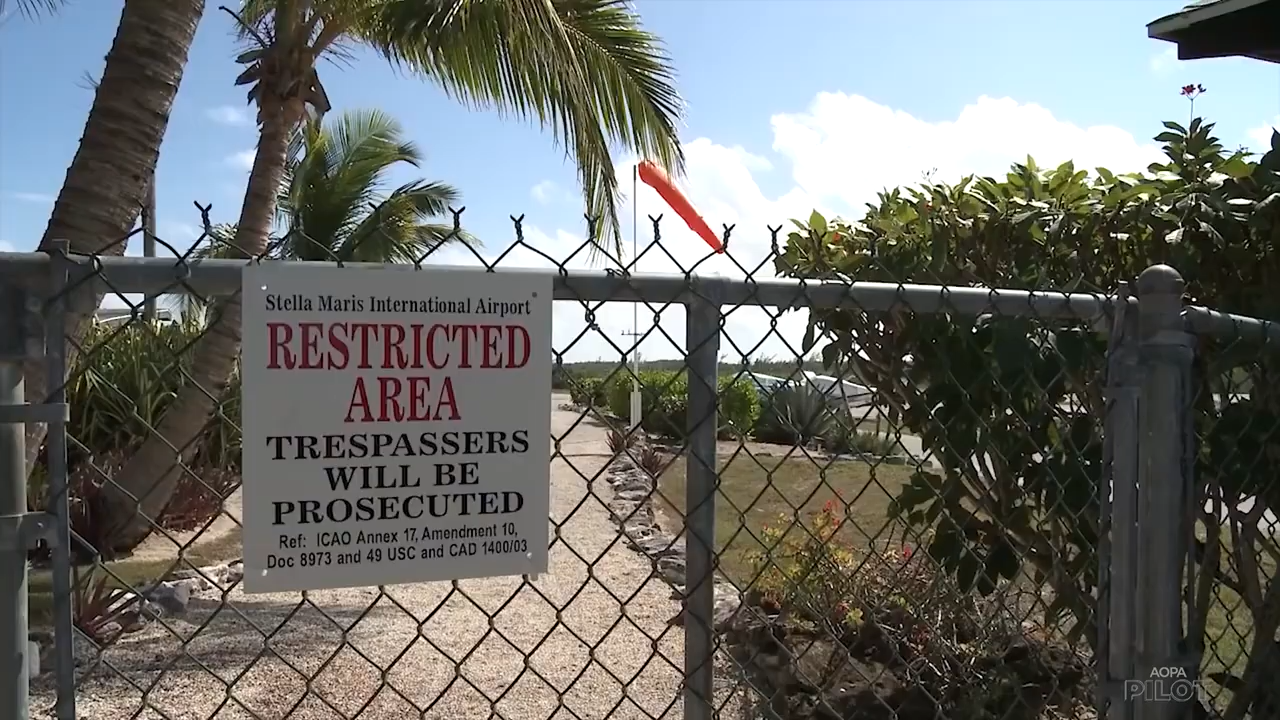 Stella Maris International Airport
RESTRICTED
AREA
TRESPASSERS
WILL BE
PROSECUTED
Ref: ICAO Annex 17, Amendment 10,
Doc 8973 and 49 USC and CAD 1400/03
AOPA
PILOT